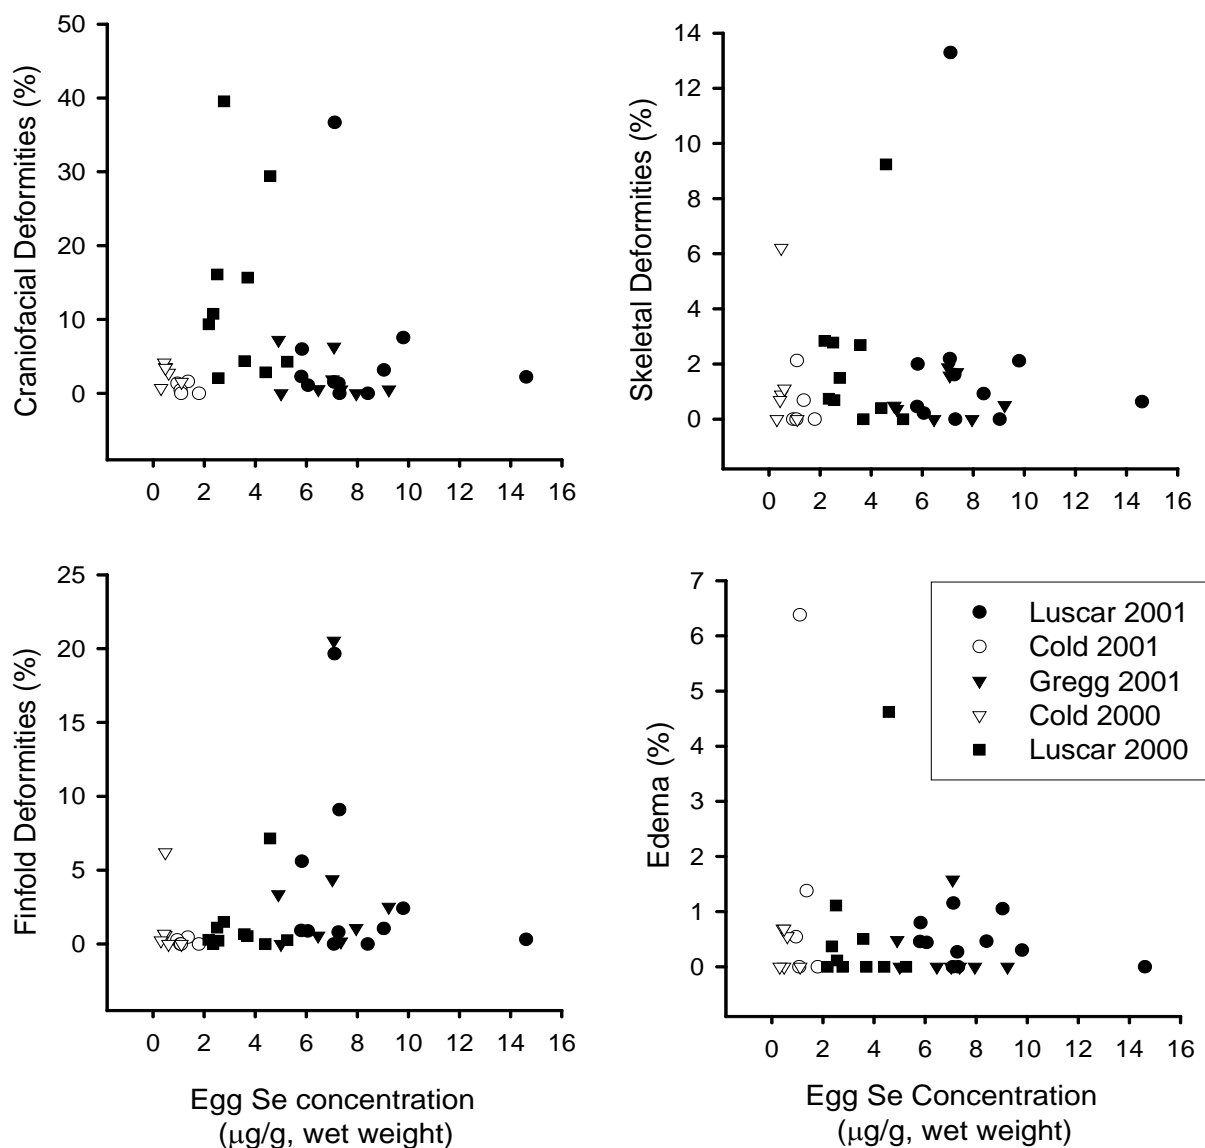 Craniofacial Deformities (%)
50
40
30
20
10
0
0 2 4 6 8 10 12 14 16
Skeletal Deformities (%)
14
12
10
8
6
4
2
0
0 2 4 6 8 10 12 14 16
Finfold Deformities (%)
25
20
15
10
5
0
0 2 4 6 8 10 12 14 16
Egg Se concentration
(μg/g, wet weight)
Edema (%)
7
6
5
4
3
2
1
0
0 2 4 6 8 10 12 14 16
Egg Se Concentration
(μg/g, wet weight)
Luscar 2001
Cold 2001
Gregg 2001
Cold 2000
Luscar 2000